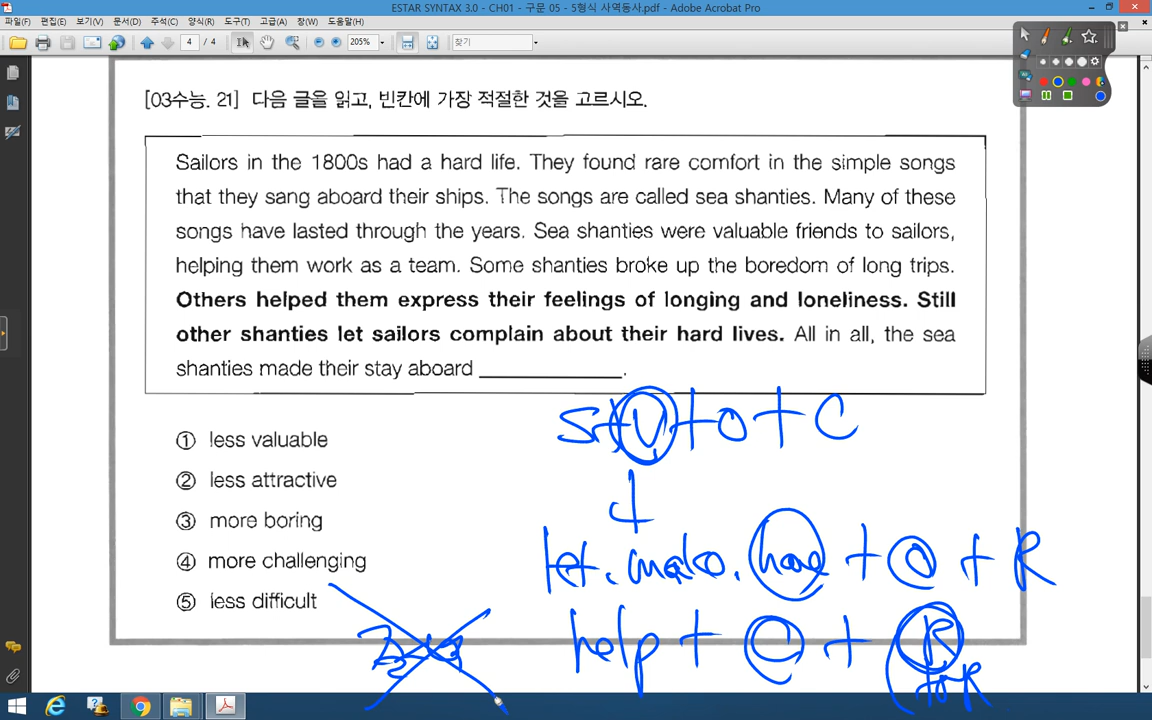 ESTAR SYNTAX 3.0 - CH01 - 구문 05 - 5형식 사역동사.pdf - Adobe Acrobat Pro
파일(F) 편집(E) 보기(V) 문서(D) 주석(C) 양식(R) 도구(T) 고급(A) 창(W) 도움말(H)
4 / 4 205% 찾기
[03수능. 21] 다음 글을 읽고, 빈칸에 가장 적절한 것을 고르시오.
Sailors in the 1800s had a hard life. They found rare comfort in the simple songs
that they sang aboard their ships. The songs are called sea shanties. Many of these
songs have lasted through the years. Sea shanties were valuable friends to sailors,
helping them work as a team. Some shanties broke up the boredom of long trips.
Others helped them express their feelings of longing and loneliness. Still
other shanties let sailors complain about their hard lives. All in all, the sea
shanties made their stay aboard ____________.
S+V+O+C
① less valuable
② less attractive
③ more boring
④ more challenging
⑤ less difficult
let. make. have + O + R
help + O + R
to R